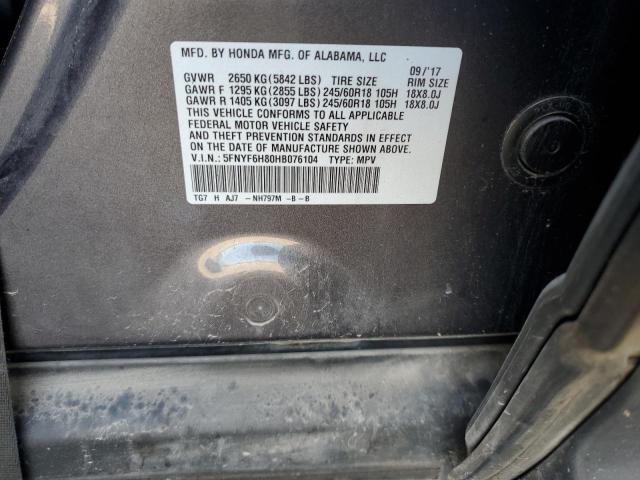 MFD. BY HONDA MFG. OF ALABAMA, LLC
09/'17
GVWR 2650 KG (5842 LBS) TIRE SIZE RIM SIZE
GAWR F 1295 KG (2855 LBS) 245/60R18 105H 18X8.0J
GAWR R 1405 KG (3097 LBS) 245/60R18 105H 18X8.0J
THIS VEHICLE CONFORMS TO ALL APPLICABLE
FEDERAL MOTOR VEHICLE SAFETY
AND THEFT PREVENTION STANDARDS IN EFFECT
ON THE DATE OF MANUFACTURE SHOWN ABOVE.
V.I.N.: 5FNYF6H80HB076104 TYPE: MPV
TG7 H AJ7 -NH797M -B-B